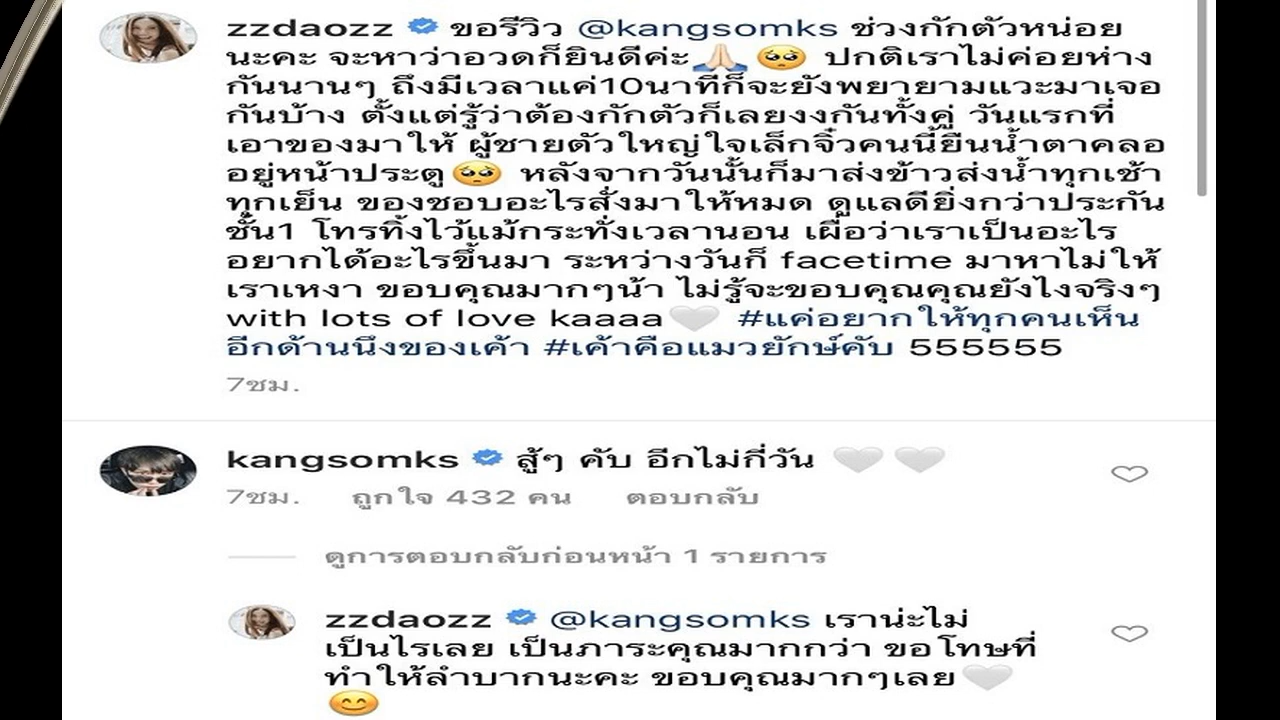 zzdaozz ขอรีวิว @kangsomks ช่วงกักตัวหน่อย
นะคะ จะหาว่าอวดก็ยินดีค่ะ🙏🏻🥺 ปกติเราไม่ค่อยห่าง
กันนานๆ ถึงมีเวลาแค่10นาทีก็จะยังพยายามแวะมาเจอ
กันบ้าง ตั้งแต่รู้ว่าต้องกักตัวก็เลยงงกันทั้งคู่ วันแรกที่
เอาของมาให้ ผู้ชายตัวใหญ่ใจเล็กจิ๋วคนนี้ยืนน้ำตาคลอ
อยู่หน้าประตู🥺 หลังจากวันนั้นก็มาส่งข้าวส่งน้ำทุกเช้า
ทุกเย็น ของชอบอะไรสั่งมาให้หมด ดูแลดียิ่งกว่าประกัน
ชั้น1 โทรทิ้งไว้แม้กระทั่งเวลานอน เผื่อว่าเราเป็นอะไร
อยากได้อะไรขึ้นมา ระหว่างวันก็ facetime มาหาไม่ให้
เราเหงา ขอบคุณมากๆน้า ไม่รู้จะขอบคุณคุณยังไงจริงๆ
with lots of love kaaaa🤍 #แค่อยากให้ทุกคนเห็น
อีกด้านนึงของเค้า #เค้าคือแมวยักษ์คับ 555555
7ชม.
kangsomks สู้ๆ คับ อีกไม่กี่วัน 🤍🤍
7ชม. ถูกใจ 432 คน ตอบกลับ
ดูการตอบกลับก่อนหน้า 1 รายการ
zzdaozz @kangsomks เราน่ะไม่
เป็นไรเลย เป็นภาระคุณมากกว่า ขอโทษที่
ทำให้ลำบากนะคะ ขอบคุณมากๆเลย🤍
😊